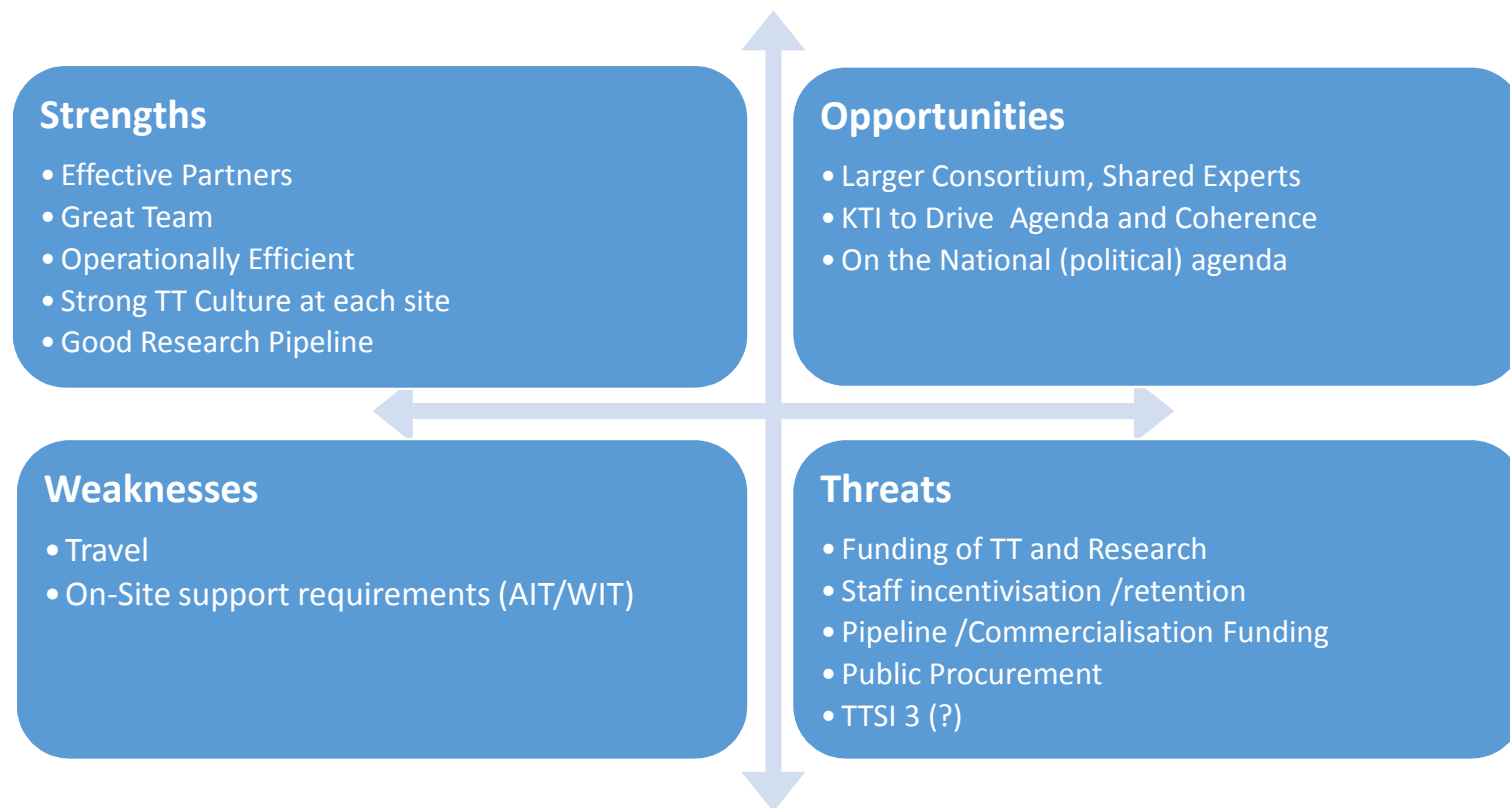 Strengths
• Effective Partners
• Great Team
• Operationally Efficient
• Strong TT Culture at each site
• Good Research Pipeline
Opportunities
• Larger Consortium, Shared Experts
• KTI to Drive Agenda and Coherence
• On the National (political) agenda
Weaknesses
• Travel
• On-Site support requirements (AIT/WIT)
Threats
• Funding of TT and Research
• Staff incentivisation /retention
• Pipeline /Commercialisation Funding
• Public Procurement
• TTSI 3 (?)